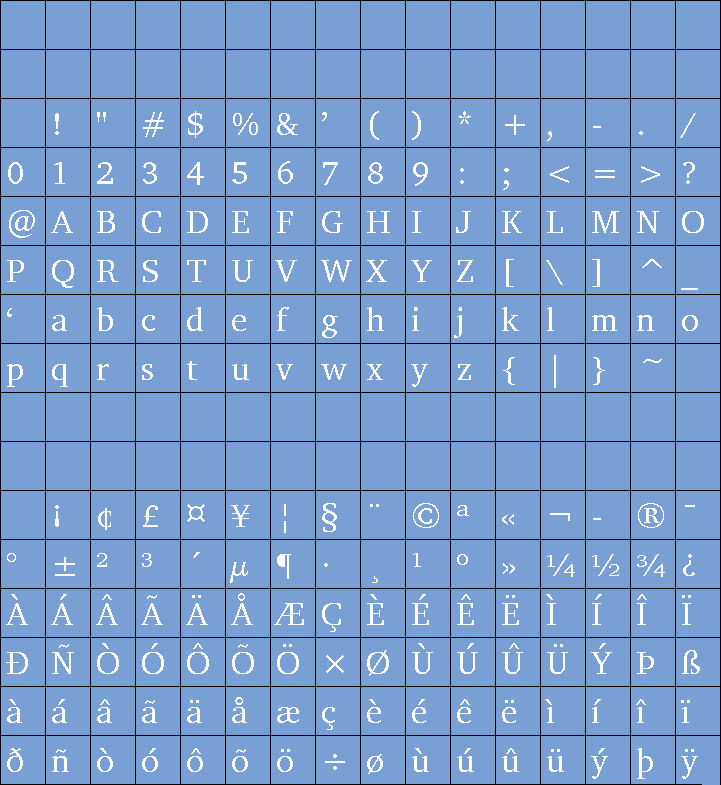 ! " # $ % & ’ ( ) * + , - . /
0 1 2 3 4 5 6 7 8 9 : ; < = > ?
@ A B C D E F G H I J K L M N O
P Q R S T U V W X Y Z [ \ ] ^ _
‘ a b c d e f g h i j k l m n o
p q r s t u v w x y z { | } ~
¡ ¢ £ ¤ ¥ ¦ § ¨ © ª « ¬ - ® ¯
° ± ² ³ ´ µ ¶ · ¸ ¹ º » ¼ ½ ¾ ¿
À Á Â Ã Ä Å Æ Ç È É Ê Ë Ì Í Î Ï
Ð Ñ Ò Ó Ô Õ Ö × Ø Ù Ú Û Ü Ý Þ ß
à á â ã ä å æ ç è é ê ë ì í î ï
ð ñ ò ó ô õ ö ÷ ø ù ú û ü ý þ ÿ